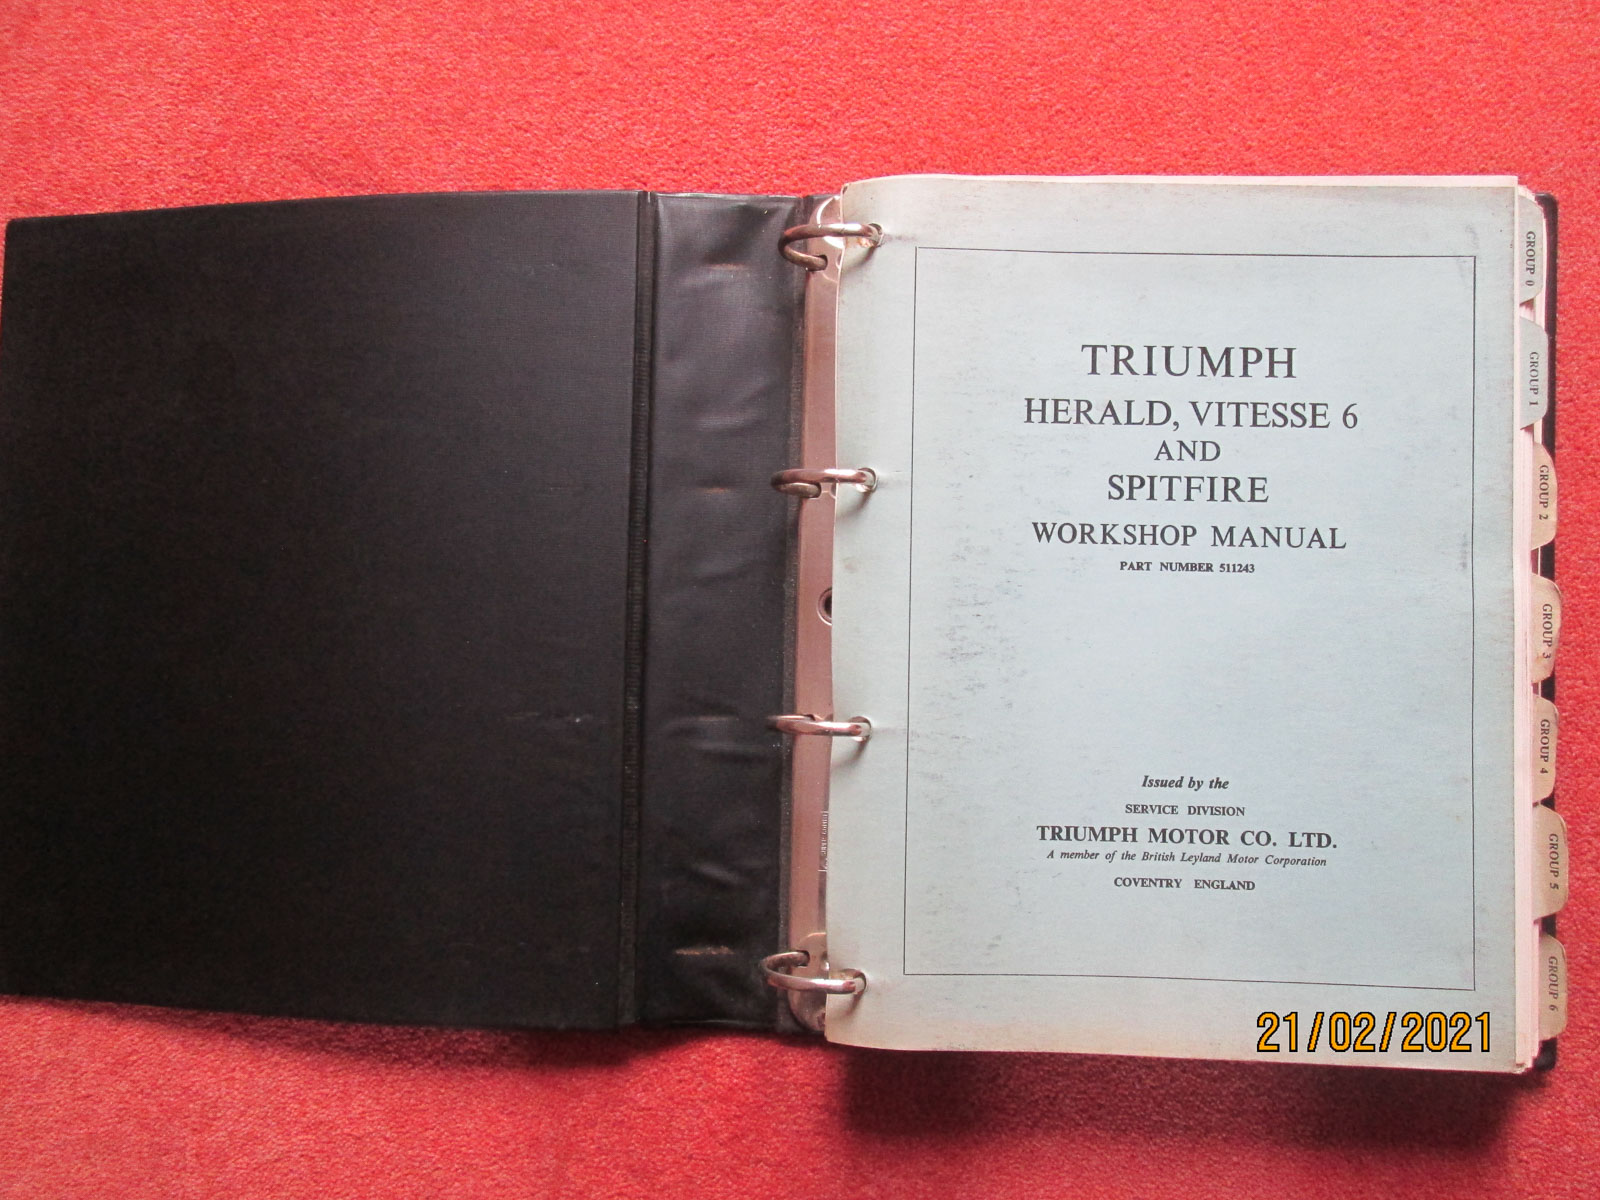 TRIUMPH
HERALD, VITESSE 6
AND
SPITFIRE
WORKSHOP MANUAL
PART NUMBER 511243
Issued by the
SERVICE DIVISION
TRIUMPH MOTOR CO. LTD.
A member of the British Leyland Motor Corporation
COVENTRY ENGLAND
GROUP 0
GROUP 1
GROUP 2
GROUP 3
GROUP 4
GROUP 5
GROUP 6
21/02/2021